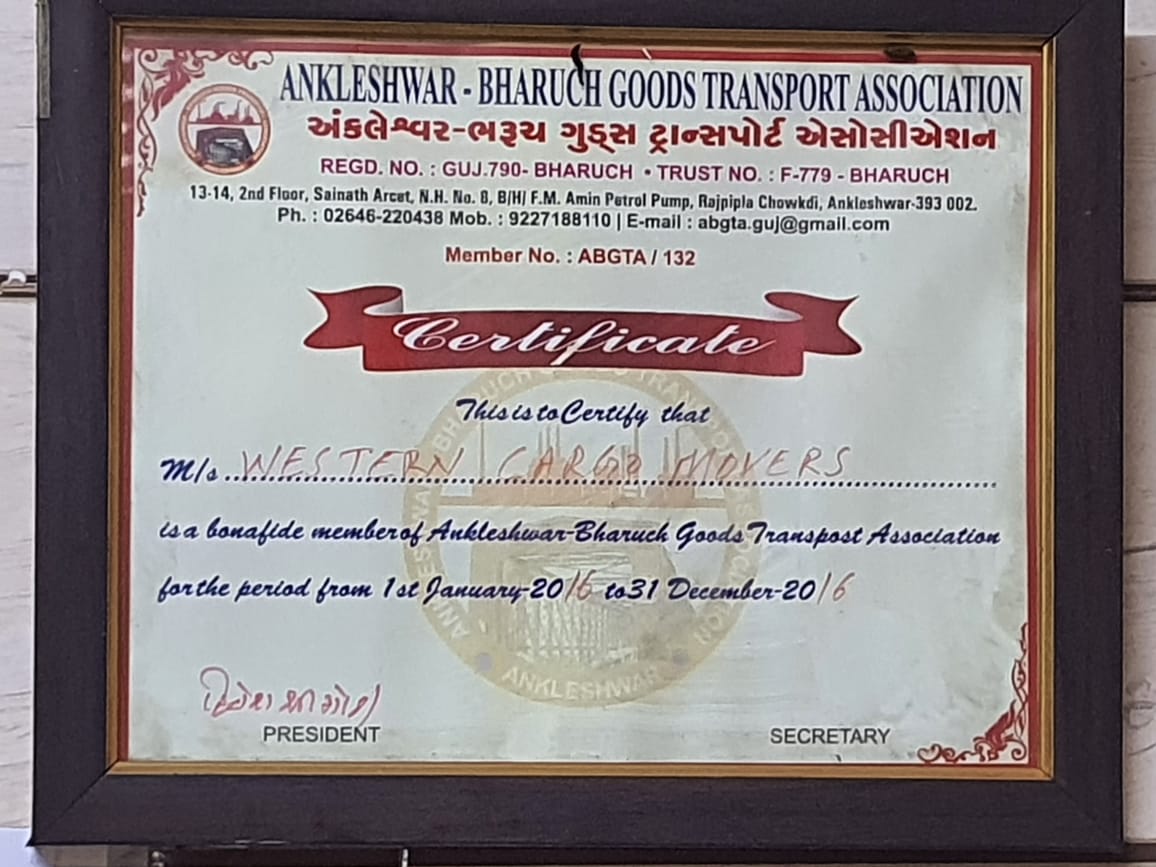 ANKLESHWAR - BHARUCH GOODS TRANSPORT ASSOCIATION
અંકલેશ્વર-ભરૂચ ગુડ્સ ટ્રાન્સપોર્ટ એસોસીએશન
REGD. NO. : GUJ.790- BHARUCH • TRUST NO. : F-779 - BHARUCH
13-14, 2nd Floor, Sainath Arcet, N.H. No. 8, B/H/ F.M. Amin Petrol Pump, Rajpipla Chowkdi, Ankleshwar-393 002.
Ph. : 02646-220438 Mob. : 9227188110 | E-mail : abgta.guj@gmail.com
Member No. : ABGTA / 132
Certificate
This is to Certify that
M/s WESTERN CARGO MOVERS
is a bonafide member of Ankleshwar-Bharuch Goods Transpost Association
for the period from 1st January-2016 to 31 December-2016
ANKLESHWAR
PRESIDENT
SECRETARY